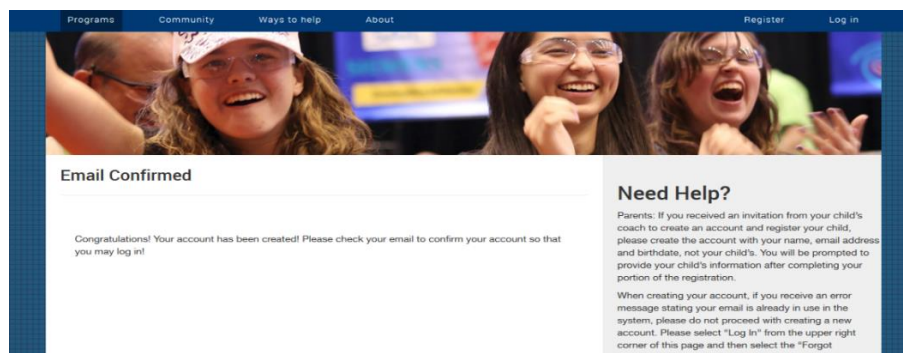 Programs Community Ways to help About Register Log in
Email Confirmed
Congratulations! Your account has been created! Please check your email to confirm your account so that
you may log in!
Need Help?
Parents: If you received an invitation from your child's
coach to create an account and register your child,
please create the account with your name, email address
and birthdate, not your child's. You will be prompted to
provide your child's information after completing your
portion of the registration.
When creating your account, if you receive an error
message stating your email is already in use in the
system, please do not proceed with creating a new
account. Please select "Log In" from the upper right
corner of this page and then select the "Forgot